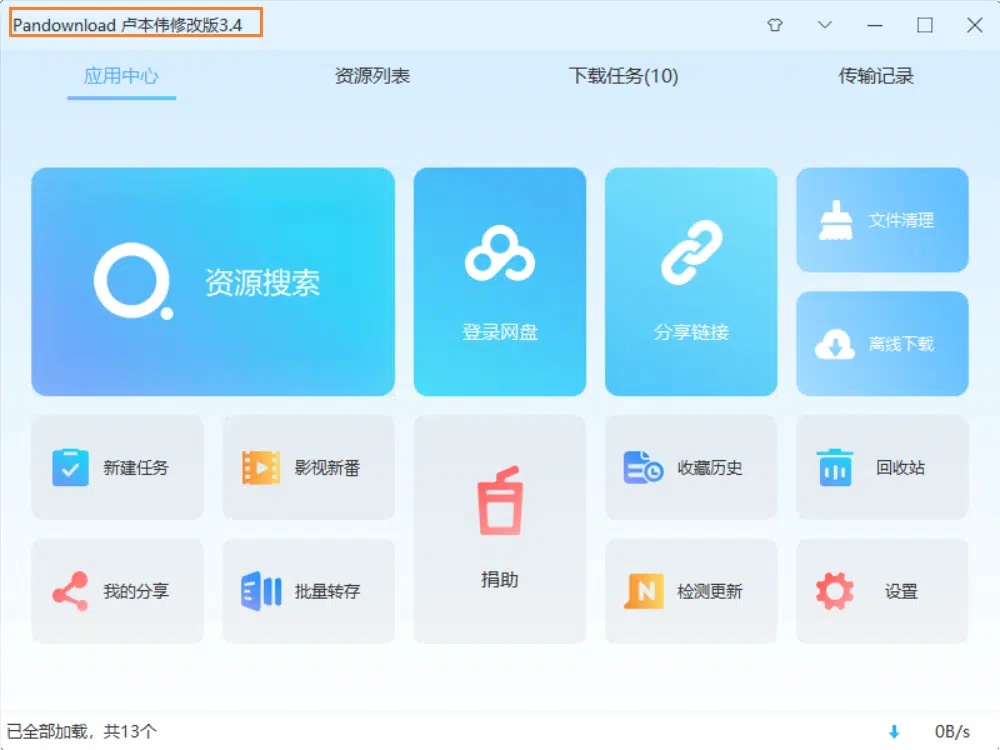 Pandownload 卢本伟修改版3.4
应用中心
资源列表
下载任务(10)
传输记录
资源搜索
登录网盘
分享链接
文件清理
离线下载
新建任务
影视新番
捐助
收藏历史
回收站
我的分享
批量转存
N
检测更新
设置
已全部加载，共13个
0B/s